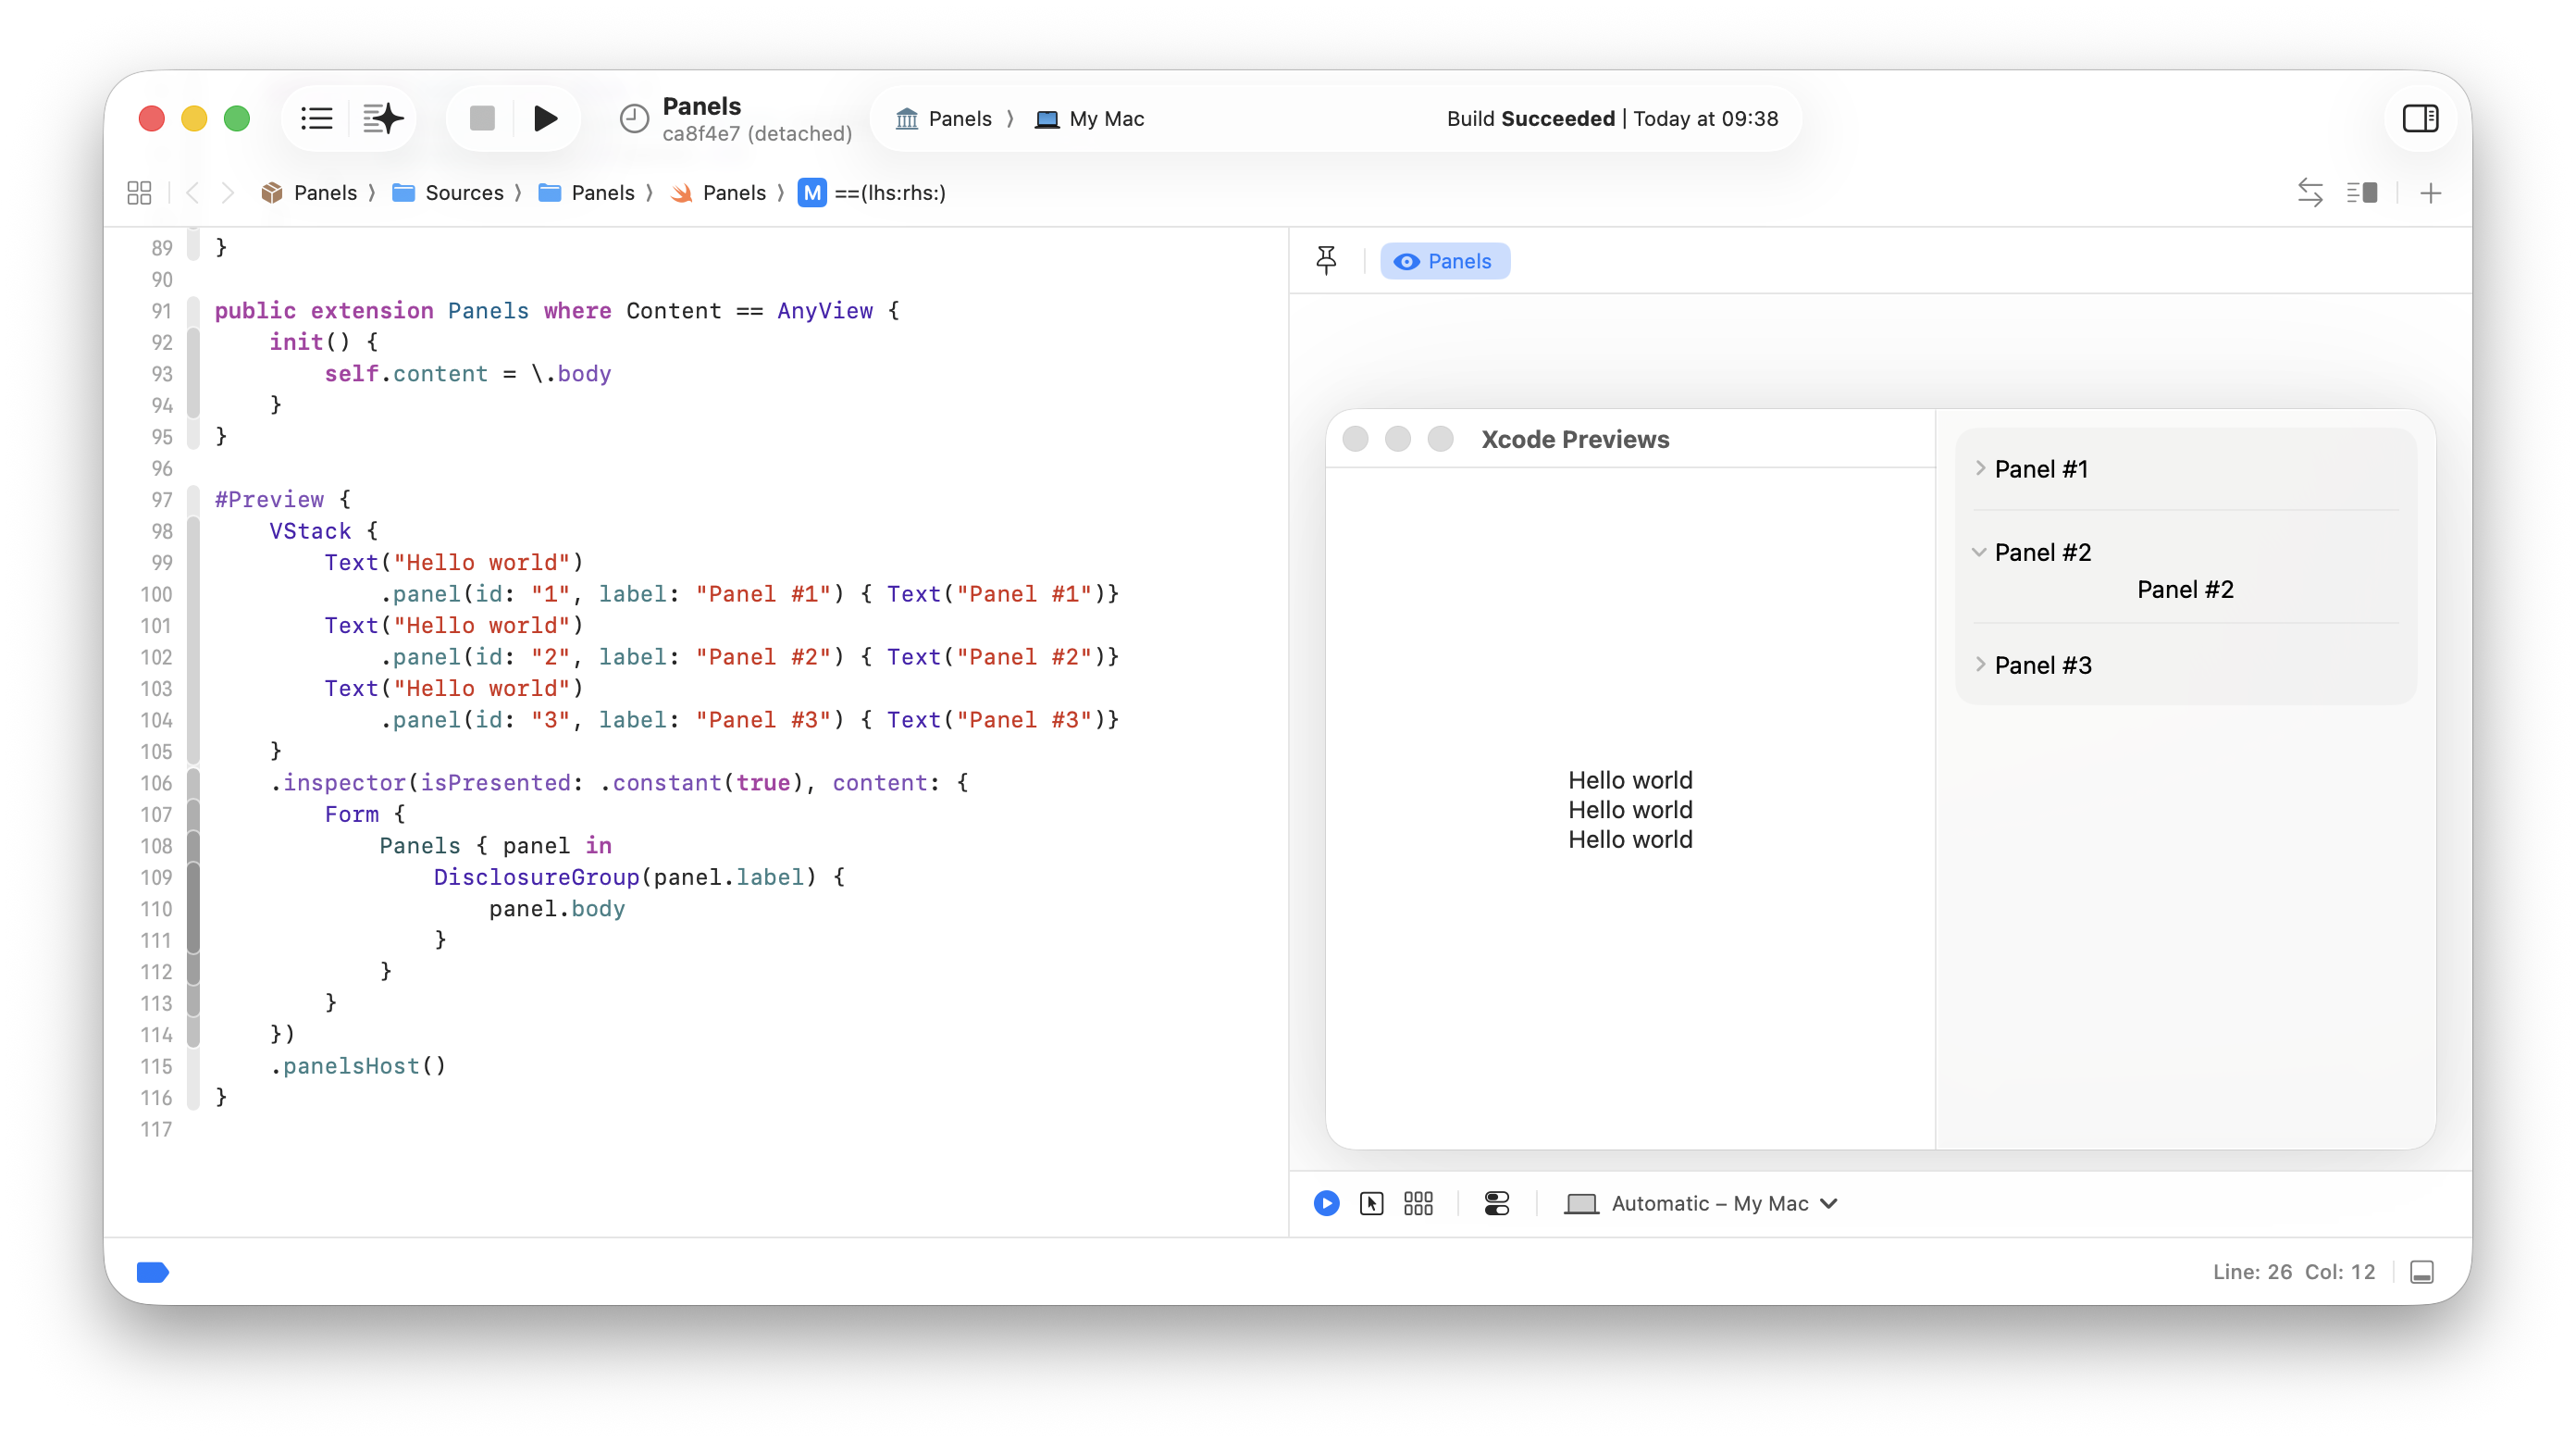 Panels
ca8f4e7 (detached)
Panels 〉 My Mac
Build Succeeded | Today at 09:38
Panels 〉 Sources 〉 Panels 〉 Panels 〉 M ==(lhs:rhs:)
89 }
90
91 public extension Panels where Content == AnyView {
92     init() {
93         self.content = \.body
94     }
95 }
96
97 #Preview {
98     VStack {
99         Text("Hello world")
100             .panel(id: "1", label: "Panel #1") { Text("Panel #1")}
101         Text("Hello world")
102             .panel(id: "2", label: "Panel #2") { Text("Panel #2")}
103         Text("Hello world")
104             .panel(id: "3", label: "Panel #3") { Text("Panel #3")}
105     }
106     .inspector(isPresented: .constant(true), content: {
107         Form {
108             Panels { panel in
109                 DisclosureGroup(panel.label) {
110                     panel.body
111                 }
112             }
113         }
114     })
115     .panelsHost()
116 }
117
Panels
Xcode Previews
Hello world
Hello world
Hello world
Panel #1
Panel #2
Panel #2
Panel #3
Automatic – My Mac
Line: 26 Col: 12